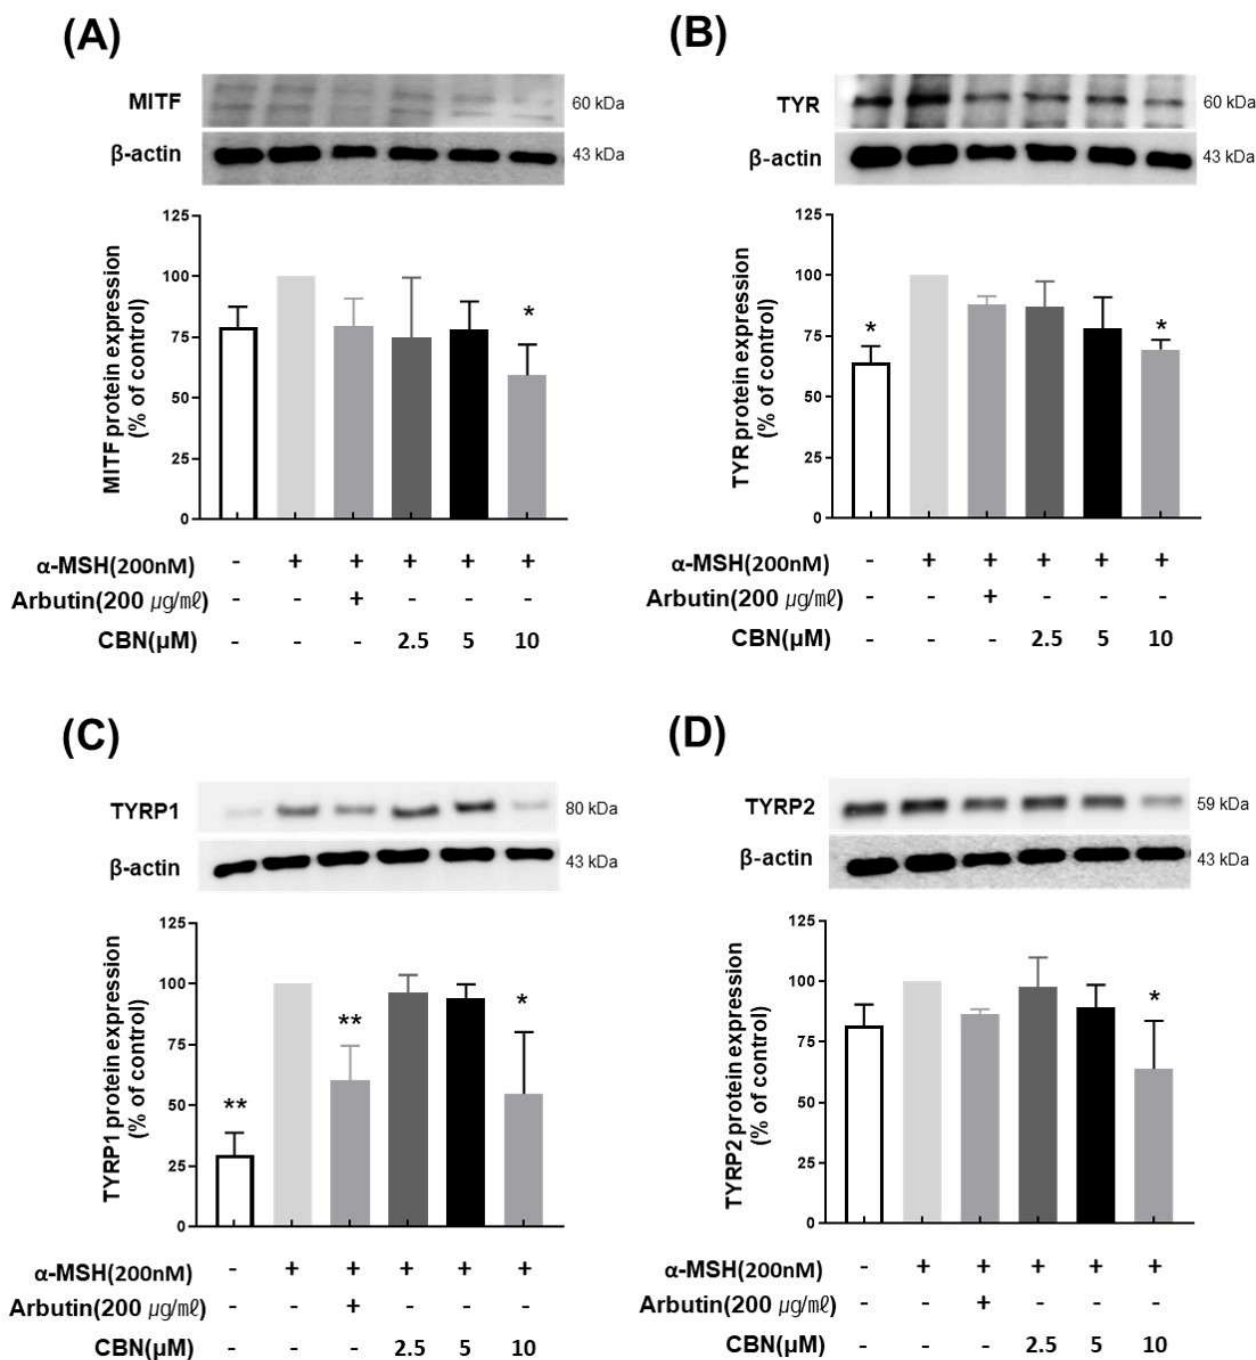 (A)
MITF
60 kDa
β-actin
43 kDa
MITF protein expression
(% of control)
125
100
75
50
25
0
*
α-MSH(200nM) - + + + + +
Arbutin(200 ㎍/㎖) - - + - - -
CBN(μM) - - - 2.5 5 10
(B)
TYR
60 kDa
β-actin
43 kDa
TYR protein expression
(% of control)
125
100
75
50
25
0
* *
α-MSH(200nM) - + + + + +
Arbutin(200 ㎍/㎖) - - + - - -
CBN(μM) - - - 2.5 5 10
(C)
TYRP1
80 kDa
β-actin
43 kDa
TYRP1 protein expression
(% of control)
125
100
75
50
25
0
** ** *
α-MSH(200nM) - + + + + +
Arbutin(200 ㎍/㎖) - - + - - -
CBN(μM) - - - 2.5 5 10
(D)
TYRP2
59 kDa
β-actin
43 kDa
TYRP2 protein expression
(% of control)
125
100
75
50
25
0
*
α-MSH(200nM) - + + + + +
Arbutin(200 ㎍/㎖) - - + - - -
CBN(μM) - - - 2.5 5 10